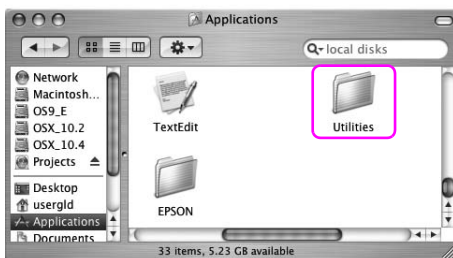 Applications
local disks
Network
Macintosh...
OS9_E
OSX_10.2
OSX_10.4
Projects
Desktop
usergld
Applications
Documents
TextEdit
Utilities
EPSON
33 items, 5.23 GB available